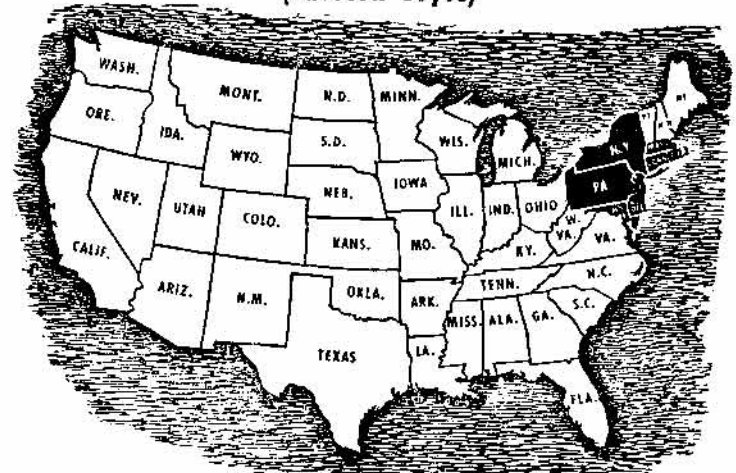 WASH.
MONT.
N.D.
MINN.
ORE.
IDA.
S.D.
WIS.
MICH.
N.Y.
WYO.
NEB.
IOWA
PA
NEV.
UTAH
COLO.
ILL.
IND.
OHIO
W.
VA.
VA.
KANS.
MO.
KY.
CALIF.
ARIZ.
N.M.
OKLA.
ARK.
TENN.
N.C.
S.C.
MISS.
ALA.
GA.
TEXAS
LA.
FLA.